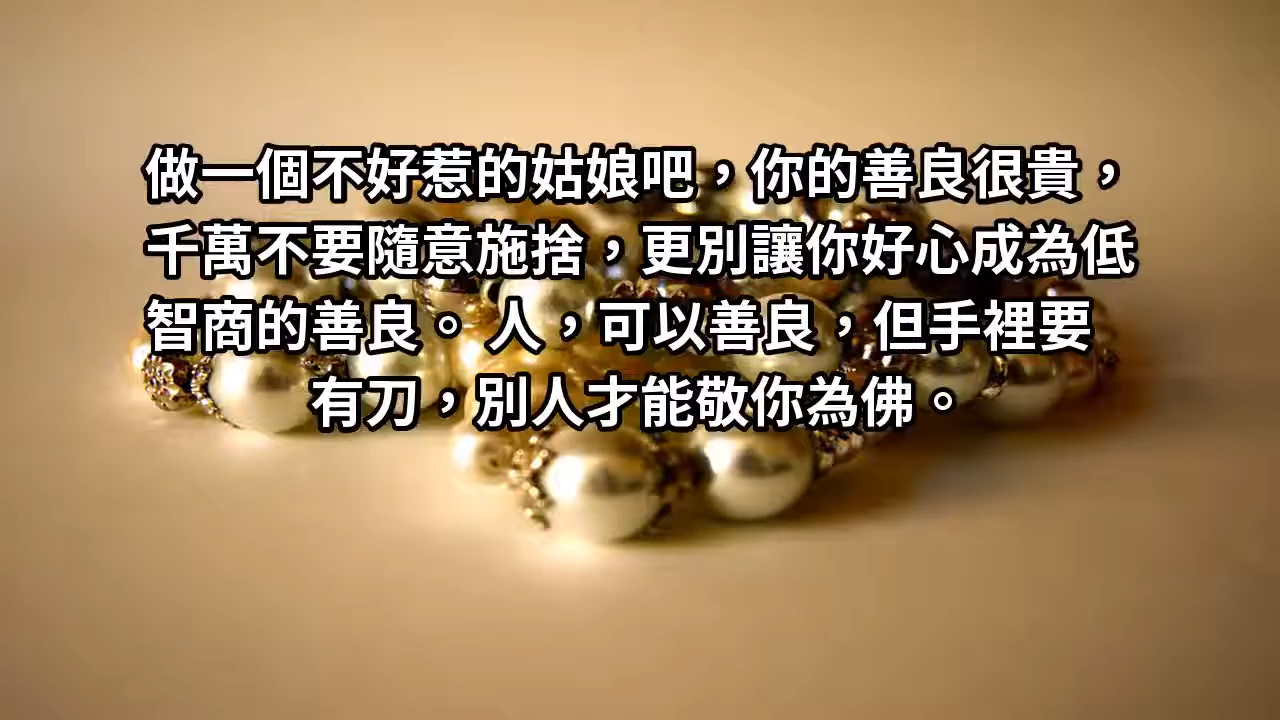 做一個不好惹的姑娘吧，你的善良很貴，
千萬不要隨意施捨，更別讓你好心成為低
智商的善良。 人，可以善良，但手裡要
有刀，別人才能敬你為佛。